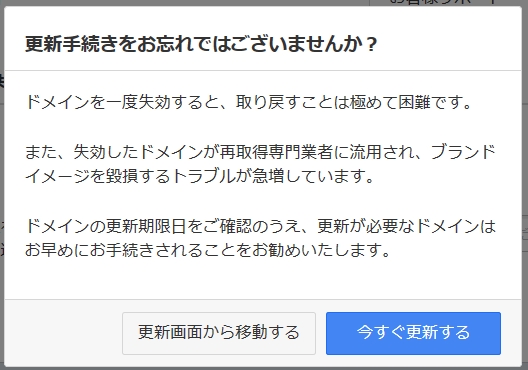 更新手続きをお忘れではございませんか？
ドメインを一度失効すると、取り戻すことは極めて困難です。
また、失効したドメインが再取得専門業者に流用され、ブランド
イメージを毀損するトラブルが急増しています。
ドメインの更新期限日をご確認のうえ、更新が必要なドメインは
お早めにお手続きされることをお勧めいたします。
更新画面から移動する
今すぐ更新する